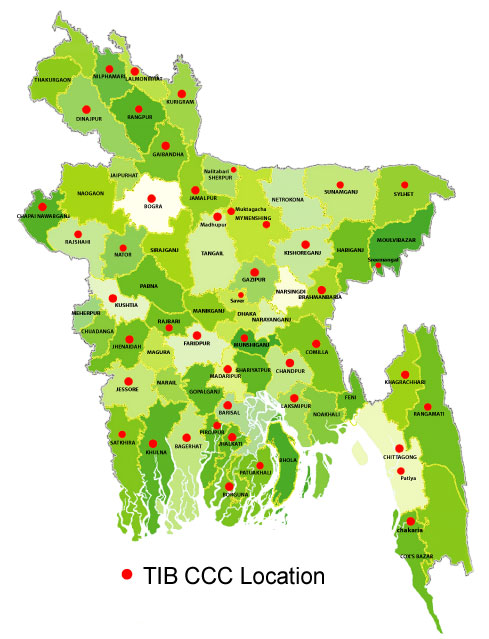 THAKURGAON
NILPHAMARI
LALMONIRHAT
KURIGRAM
DINAJPUR
RANGPUR
GAIBANDHA
JAIPURHAT
Nalitabari
SHERPUR
NAOGAON
BOGRA
JAMALPUR
NETROKONA
SUNAMGANJ
SYLHET
CHAPAI NAWABGANJ
Muktagacha
MYMENSHING
Madhupur
RAJSHAHI
NATOR
SIRAJGANJ
TANGAIL
KISHOREGANJ
HABIGANJ
MOULVIBAZAR
Sreemangal
GAZIPUR
PABNA
NARSINGDI
BRAHMANBARIA
KUSHTIA
Savar
MEHERPUR
MANIKGANJ
DHAKA
NARAYANGANJ
RAJBARI
CHUADANGA
JHENAIDAH
FARIDPUR
MUNSHIGANJ
COMILLA
MAGURA
CHANDPUR
MADARIPUR
SHARIYATPUR
KHAGRACHHARI
JESSORE
NARAIL
GOPALGANJ
LAKSMIPUR
FENI
BARISAL
NOAKHALI
RANGAMATI
PIROJPUR
SATKHIRA
KHULNA
BAGERHAT
JHALKATI
CHITTAGONG
BHOLA
PATUAKHALI
Patiya
BORGUNA
chakaria
COX'S BAZAR
TIB CCC Location